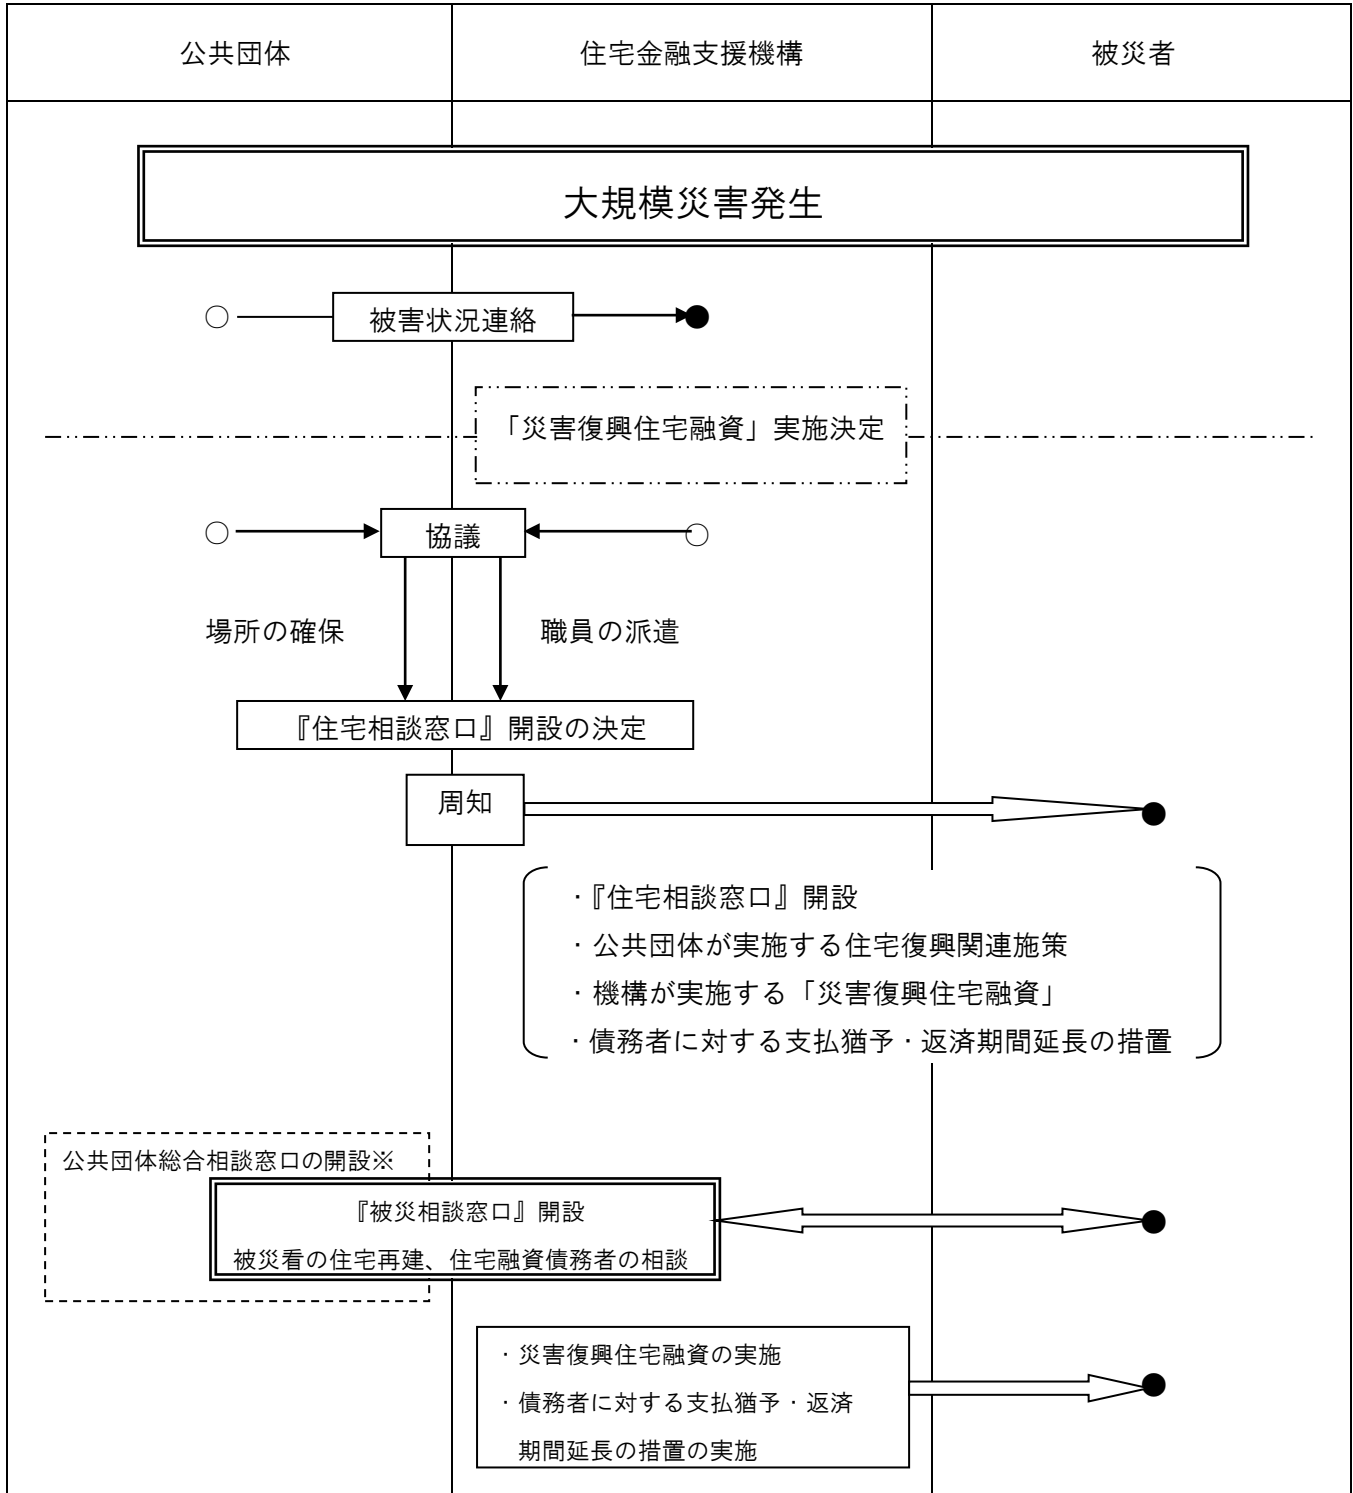 公共団体
住宅金融支援機構
被災者
大規模災害発生
被害状況連絡
「災害復興住宅融資」実施決定
協議
場所の確保
職員の派遣
『住宅相談窓口』開設の決定
周知
・『住宅相談窓口』開設
・公共団体が実施する住宅復興関連施策
・機構が実施する「災害復興住宅融資」
・債務者に対する支払猶予・返済期間延長の措置
公共団体総合相談窓口の開設※
『被災相談窓口』開設
被災看の住宅再建、住宅融資債務者の相談
・災害復興住宅融資の実施
・債務者に対する支払猶予・返済
期間延長の措置の実施